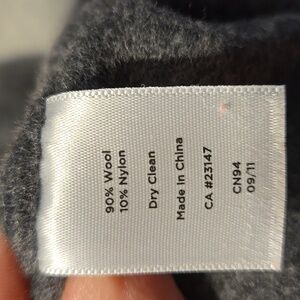 90% Wool
10% Nylon
Dry Clean
Made in China
CA #23147
CN94
09/11